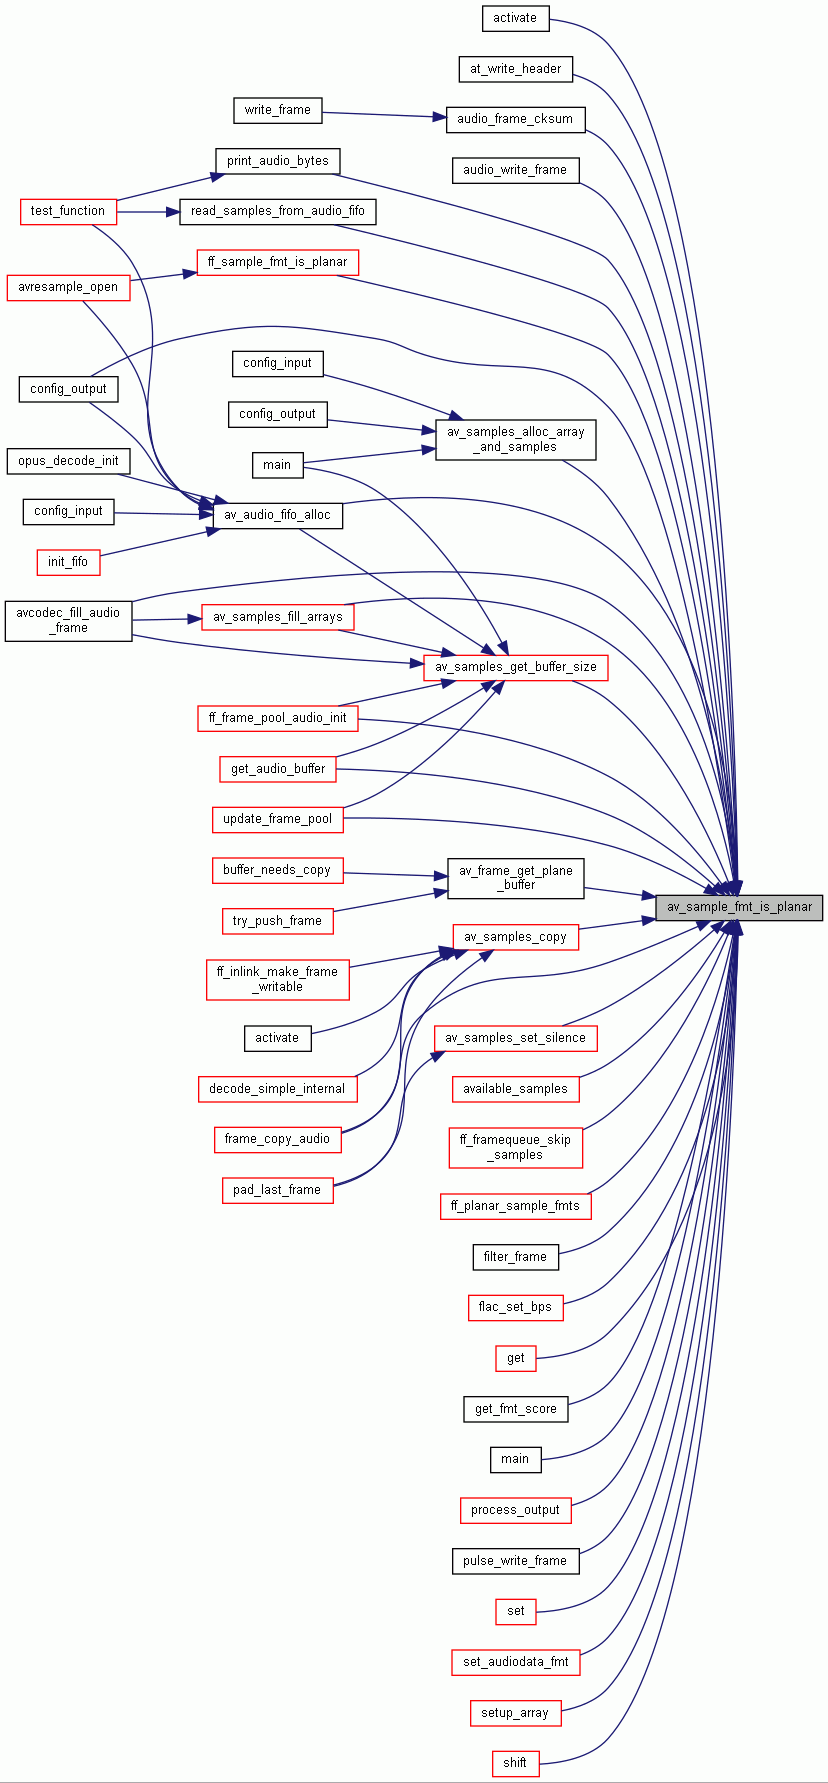 activate
at_write_header
write_frame
audio_frame_cksum
print_audio_bytes
audio_write_frame
test_function
read_samples_from_audio_fifo
ff_sample_fmt_is_planar
avresample_open
config_input
config_output
config_output
av_samples_alloc_array
_and_samples
opus_decode_init
main
config_input
av_audio_fifo_alloc
init_fifo
avcodec_fill_audio
_frame
av_samples_fill_arrays
av_samples_get_buffer_size
ff_frame_pool_audio_init
get_audio_buffer
update_frame_pool
buffer_needs_copy
av_frame_get_plane
_buffer
av_sample_fmt_is_planar
try_push_frame
av_samples_copy
ff_inlink_make_frame
_writable
activate
av_samples_set_silence
decode_simple_internal
available_samples
frame_copy_audio
ff_framequeue_skip
_samples
pad_last_frame
ff_planar_sample_fmts
filter_frame
flac_set_bps
get
get_fmt_score
main
process_output
pulse_write_frame
set
set_audiodata_fmt
setup_array
shift